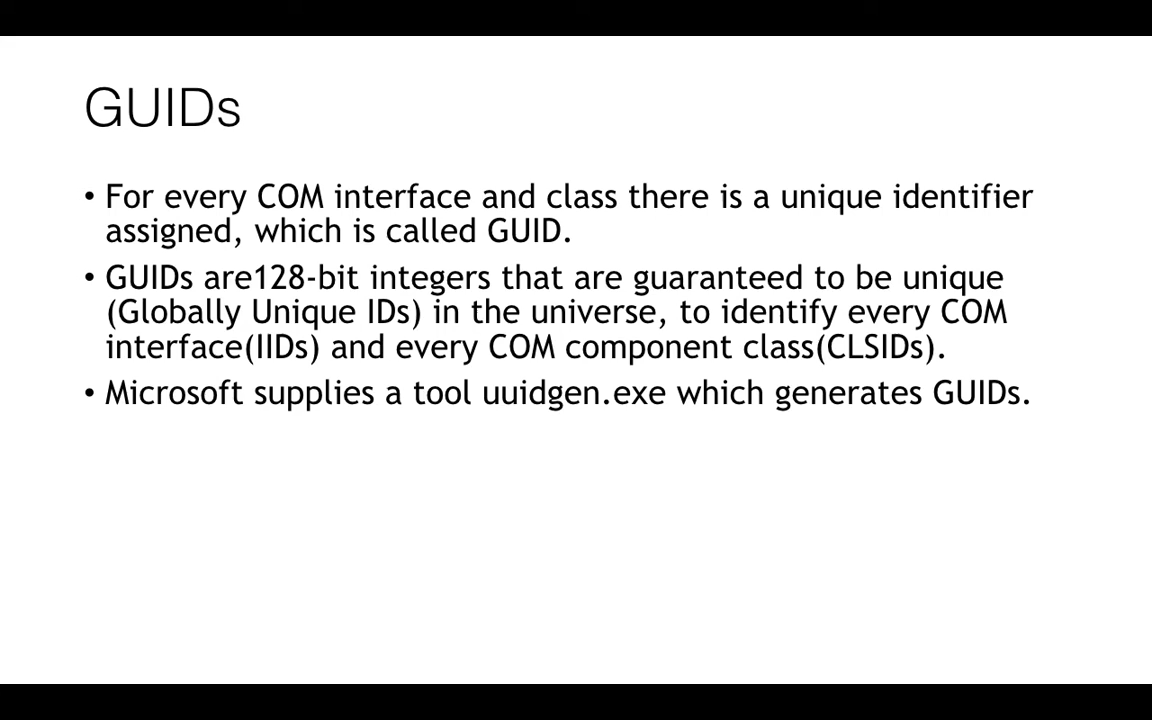 GUIDs
• For every COM interface and class there is a unique identifier
assigned, which is called GUID.
• GUIDs are128-bit integers that are guaranteed to be unique
(Globally Unique IDs) in the universe, to identify every COM
interface(IIDs) and every COM component class(CLSIDs).
• Microsoft supplies a tool uuidgen.exe which generates GUIDs.